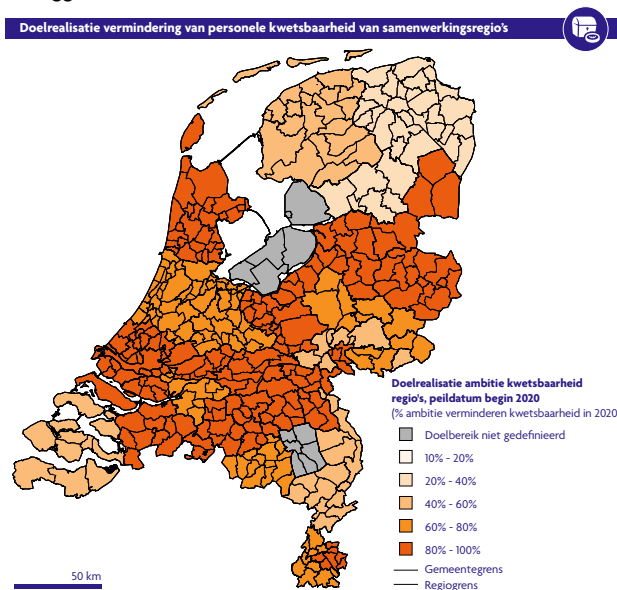 Doelrealisatie vermindering van personele kwetsbaarheid van samenwerkingsregio's
Doelrealisatie ambitie kwetsbaarheid
regio's, peildatum begin 2020
(% ambitie verminderen kwetsbaarheid in 2020
Doelbereik niet gedefinieerd
10% - 20%
20% - 40%
40% - 60%
60% - 80%
80% - 100%
Gemeentegrens
Regiogrens
50 km